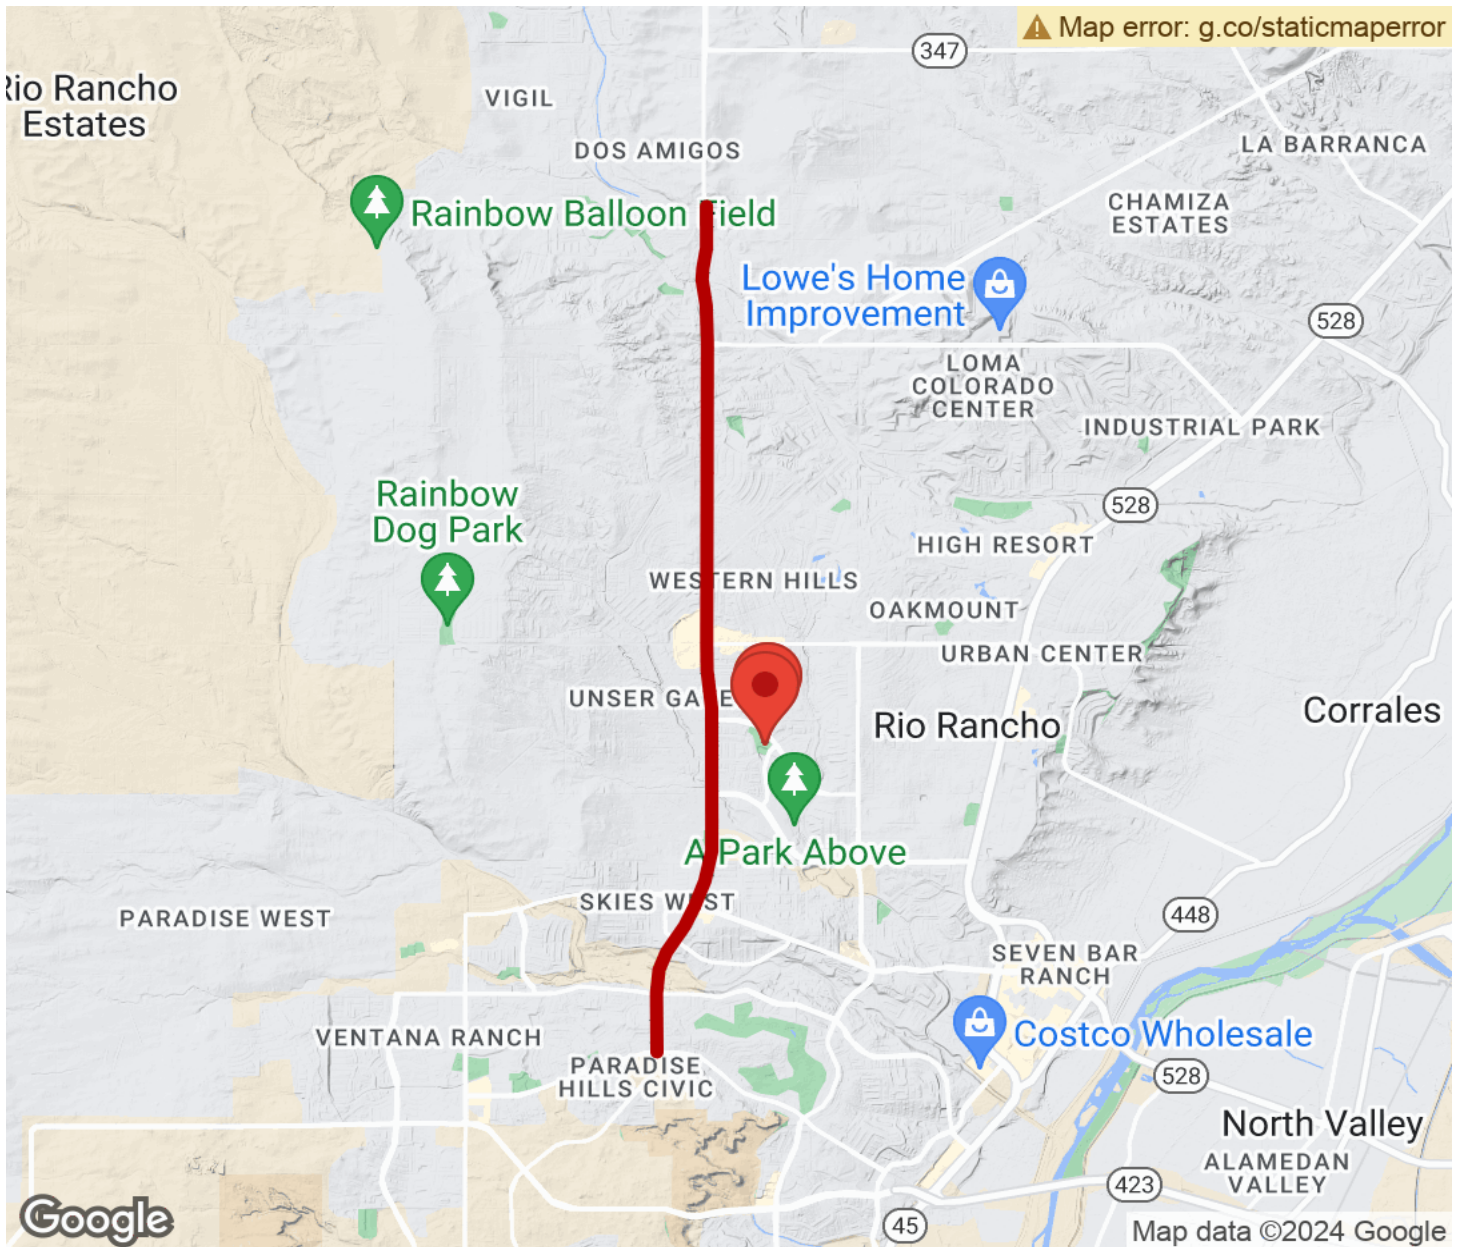 Map error: g.co/staticmaperror
347
Rio Rancho
Estates
VIGIL
DOS AMIGOS
LA BARRANCA
CHAMIZA
ESTATES
Rainbow Balloon Field
Lowe's Home
Improvement
528
LOMA
COLORADO
CENTER
INDUSTRIAL PARK
Rainbow
Dog Park
528
HIGH RESORT
WESTERN HILLS
OAKMOUNT
URBAN CENTER
UNSER GATE
Rio Rancho
Corrales
A Park Above
SKIES WEST
PARADISE WEST
448
SEVEN BAR
RANCH
VENTANA RANCH
Costco Wholesale
PARADISE
HILLS CIVIC
528
North Valley
ALAMEDAN
VALLEY
423
45
Google
Map data ©2024 Google